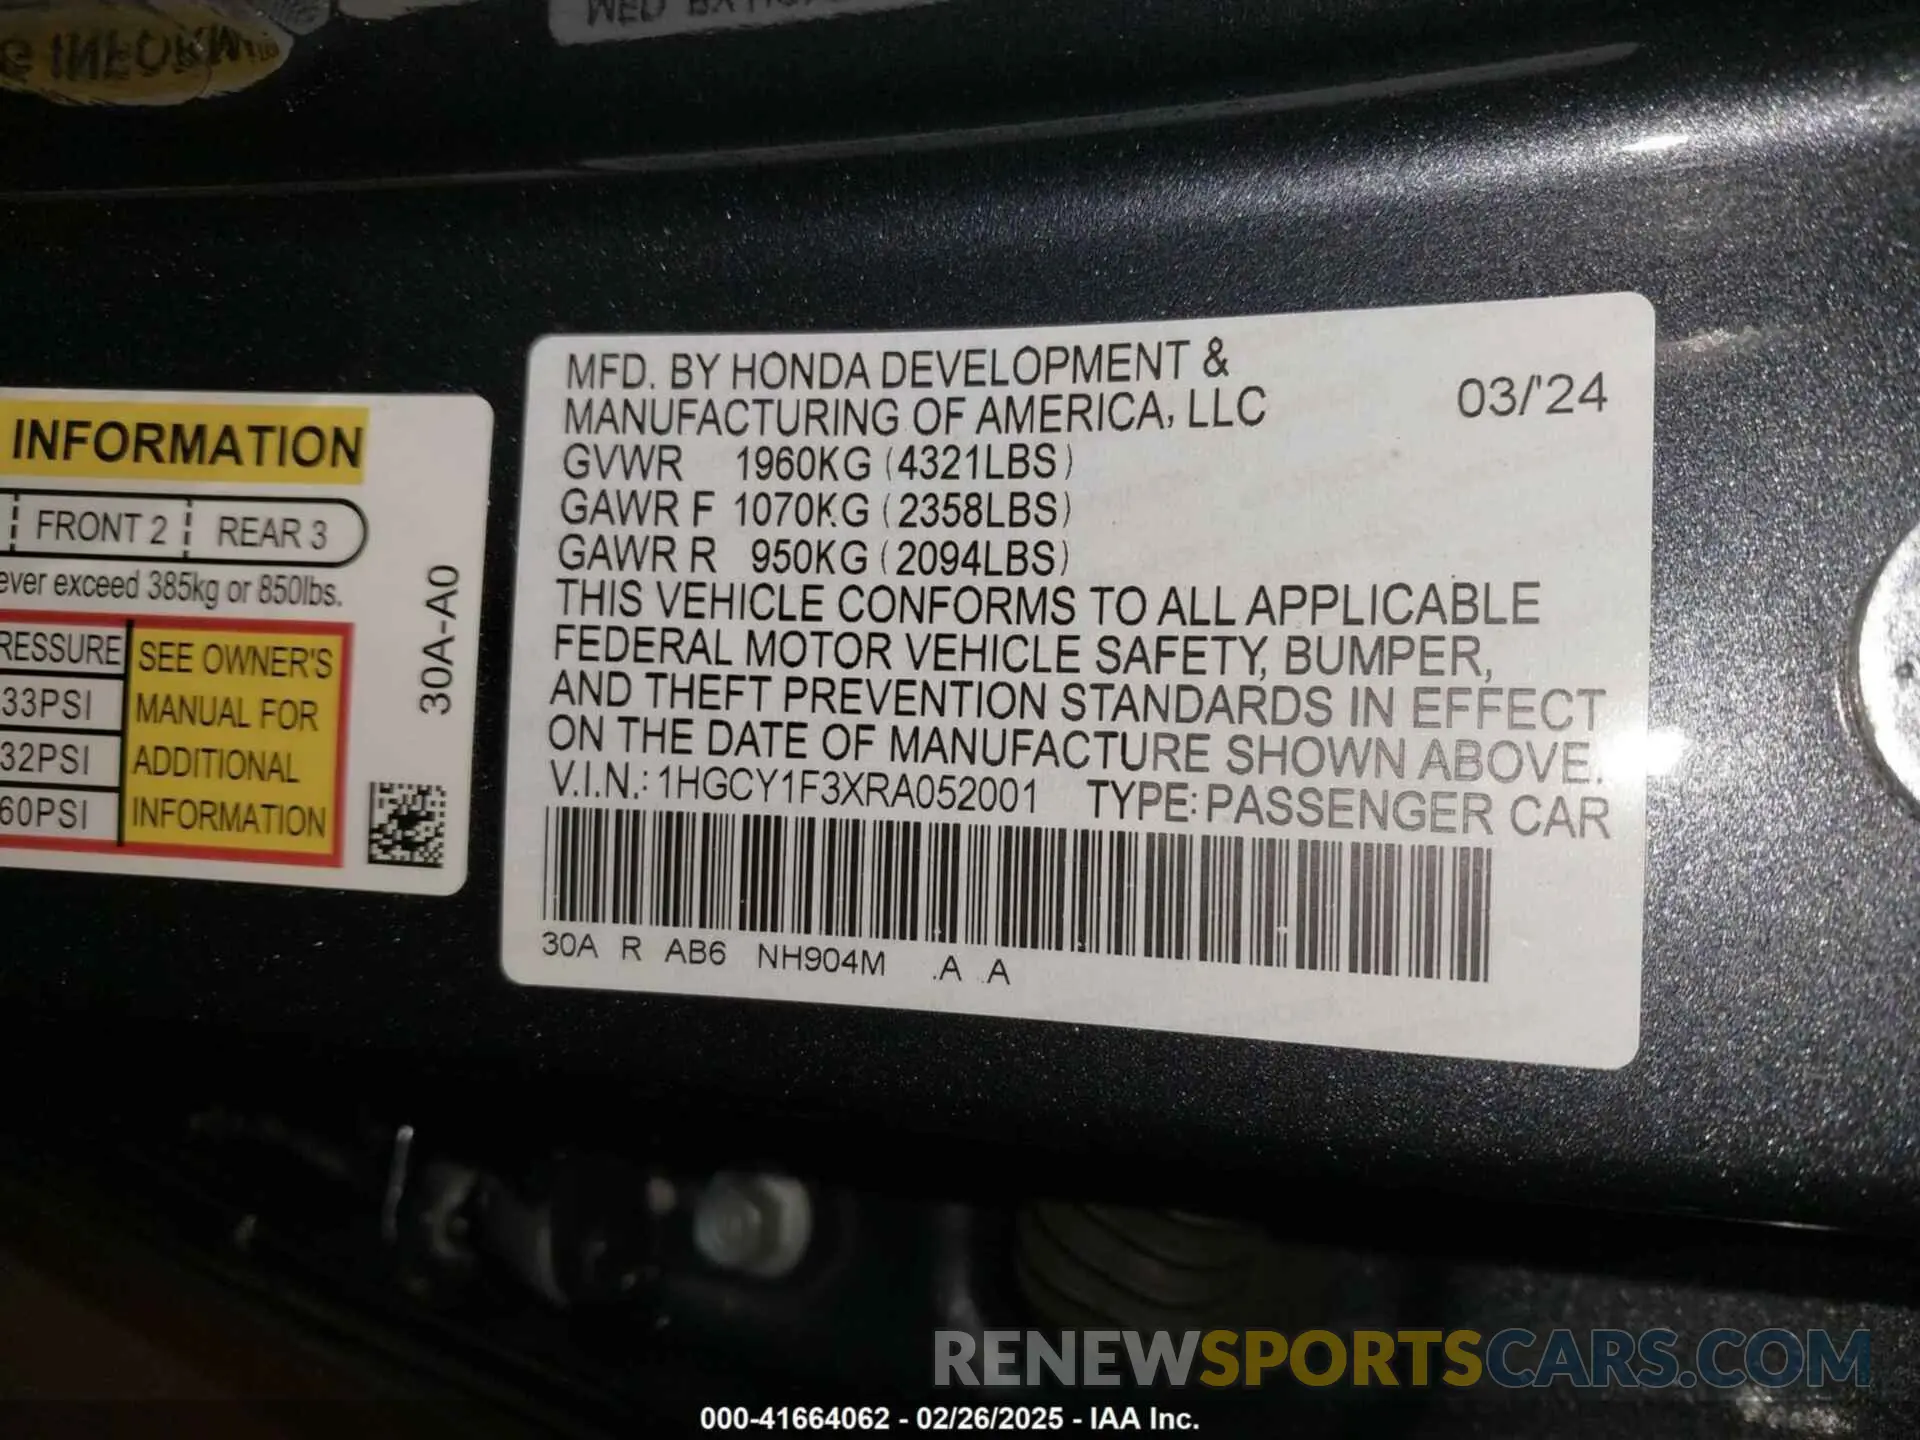 INFORMATION
FRONT 2 REAR 3
ever exceed 385kg or 850lbs.
RESSURE
33PSI
32PSI
60PSI
SEE OWNER'S
MANUAL FOR
ADDITIONAL
INFORMATION
30A-A0
MFD. BY HONDA DEVELOPMENT &
MANUFACTURING OF AMERICA, LLC
03/'24
GVWR 1960KG (4321LBS)
GAWR F 1070KG (2358LBS)
GAWR R 950KG (2094LBS)
THIS VEHICLE CONFORMS TO ALL APPLICABLE
FEDERAL MOTOR VEHICLE SAFETY, BUMPER,
AND THEFT PREVENTION STANDARDS IN EFFECT
ON THE DATE OF MANUFACTURE SHOWN ABOVE.
V.I.N.: 1HGCY1F3XRA052001 TYPE: PASSENGER CAR
30A R AB6 NH904M .A .A
RENEWSPORTSCARS.COM
000-41664062 - 02/26/2025 - IAA Inc.